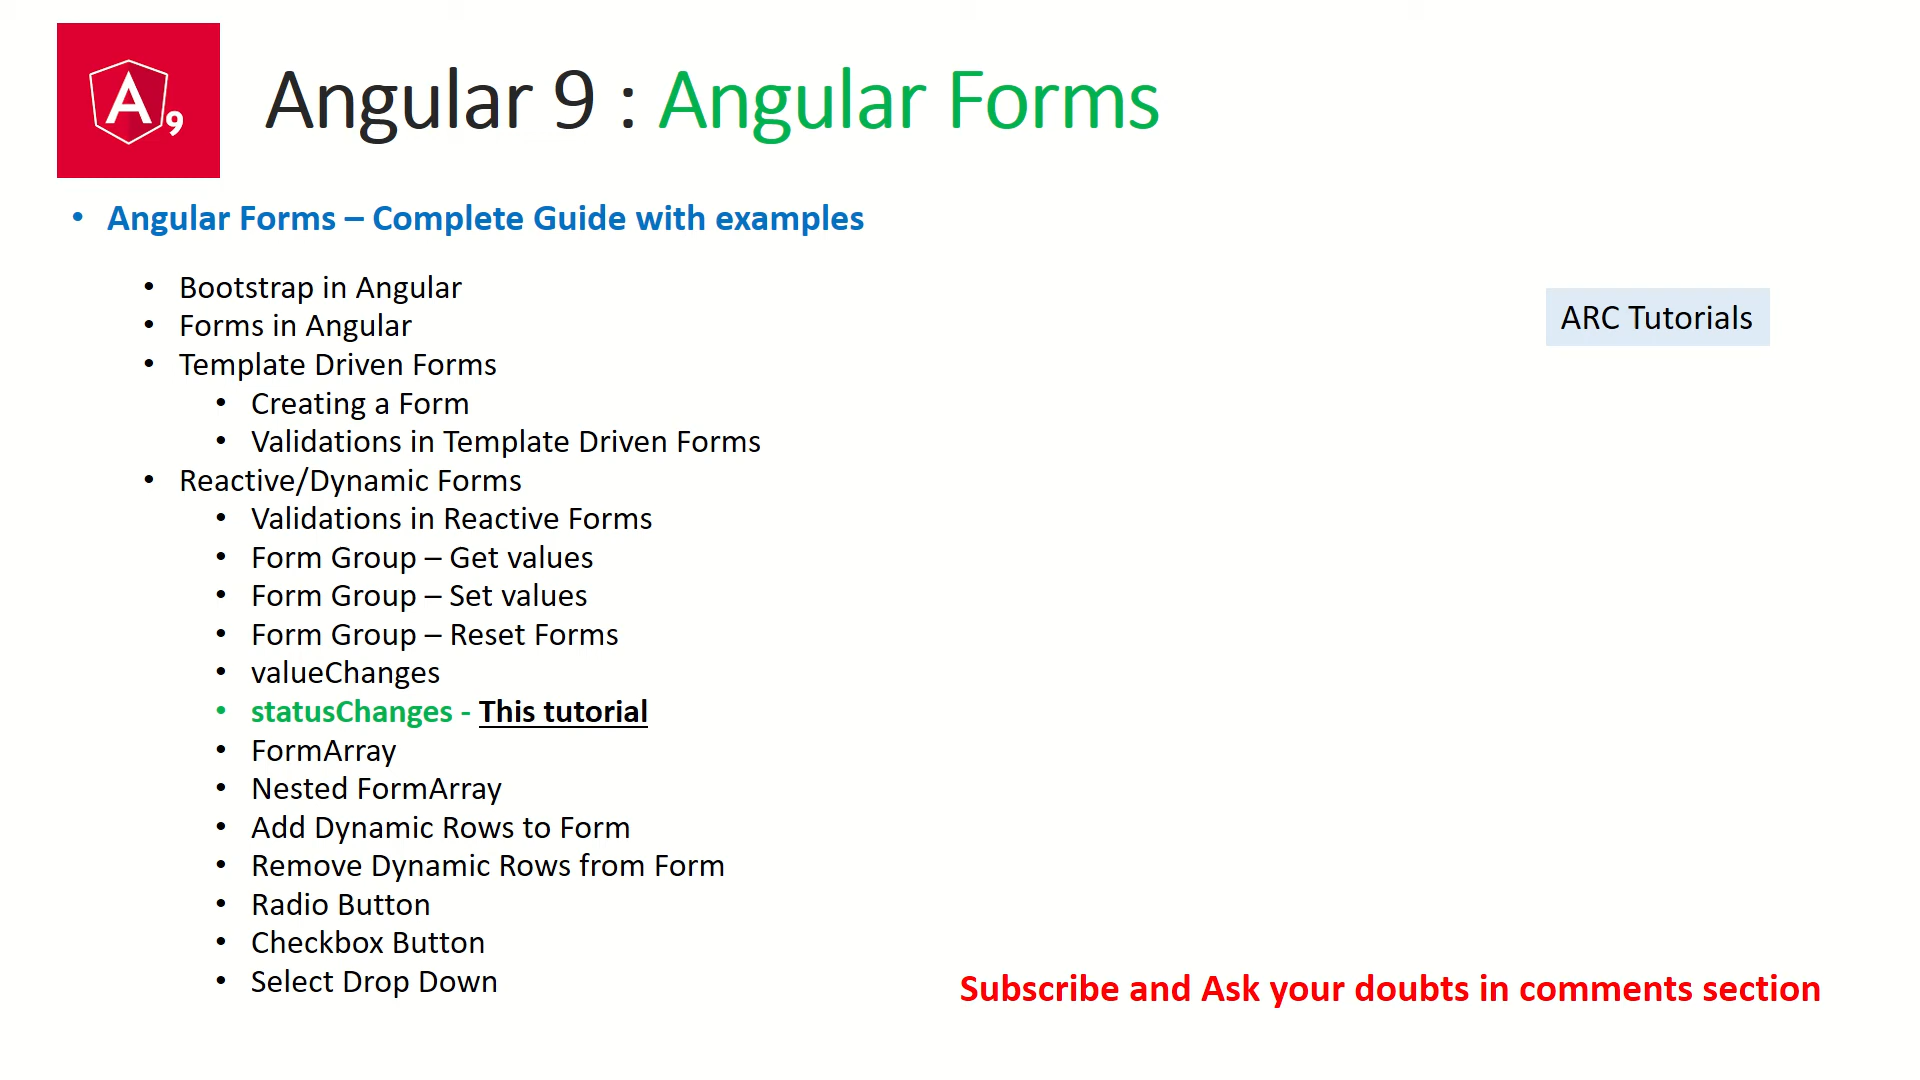 A9
Angular 9 : Angular Forms
• Angular Forms – Complete Guide with examples
• Bootstrap in Angular
ARC Tutorials
• Forms in Angular
• Template Driven Forms
• Creating a Form
• Validations in Template Driven Forms
• Reactive/Dynamic Forms
• Validations in Reactive Forms
• Form Group – Get values
• Form Group – Set values
• Form Group – Reset Forms
• valueChanges
• statusChanges - This tutorial
• FormArray
• Nested FormArray
• Add Dynamic Rows to Form
• Remove Dynamic Rows from Form
• Radio Button
• Checkbox Button
• Select Drop Down
Subscribe and Ask your doubts in comments section